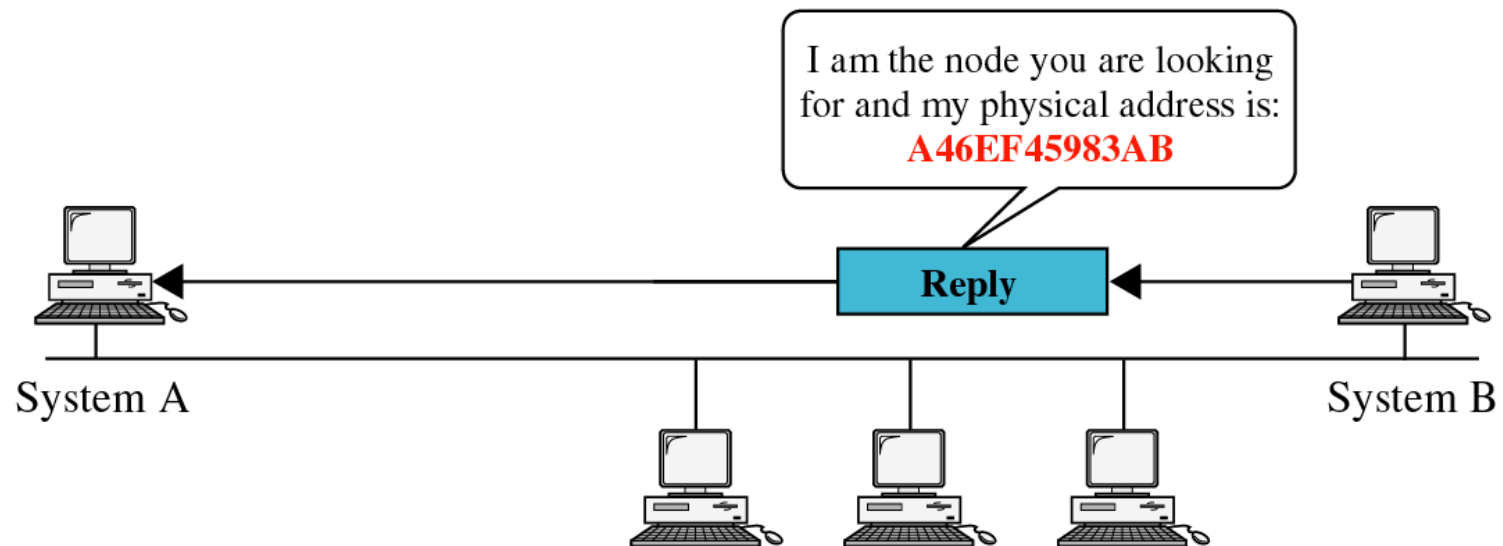 I am the node you are looking
for and my physical address is:
A46EF45983AB
Reply
System A
System B